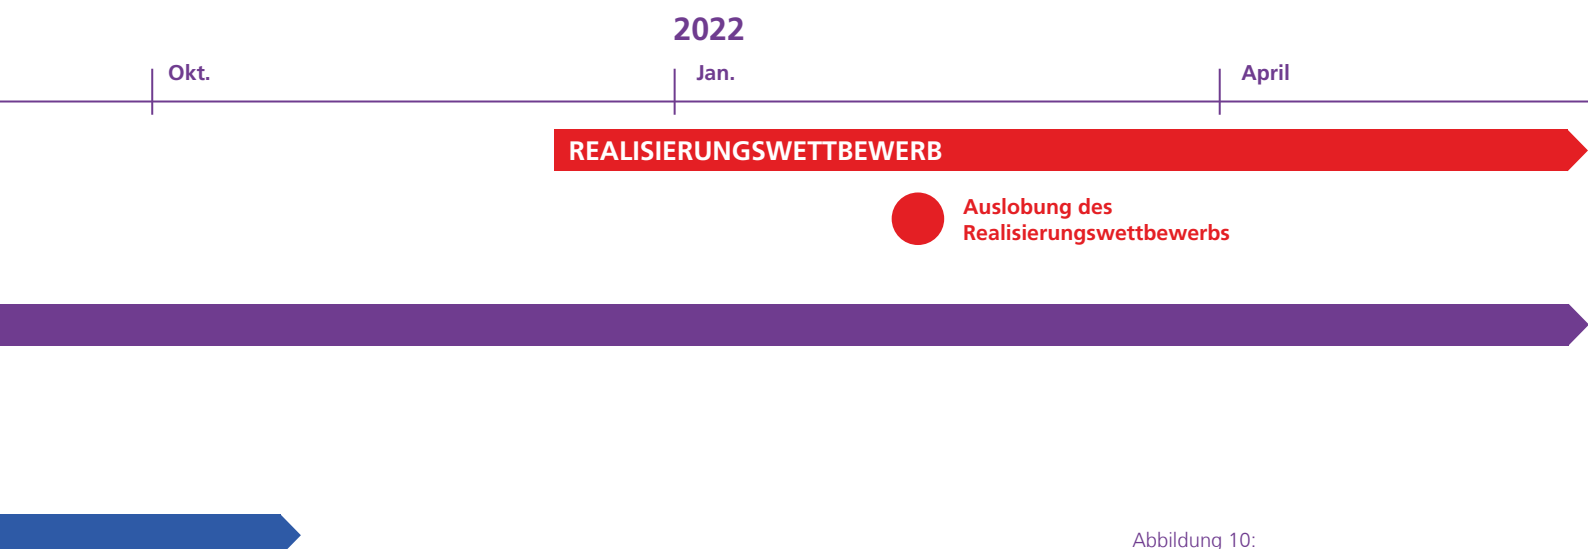 2022
Okt.
Jan.
April
REALISIERUNGSWETTBEWERB
Auslobung des
Realisierungswettbewerbs
Abbildung 10: